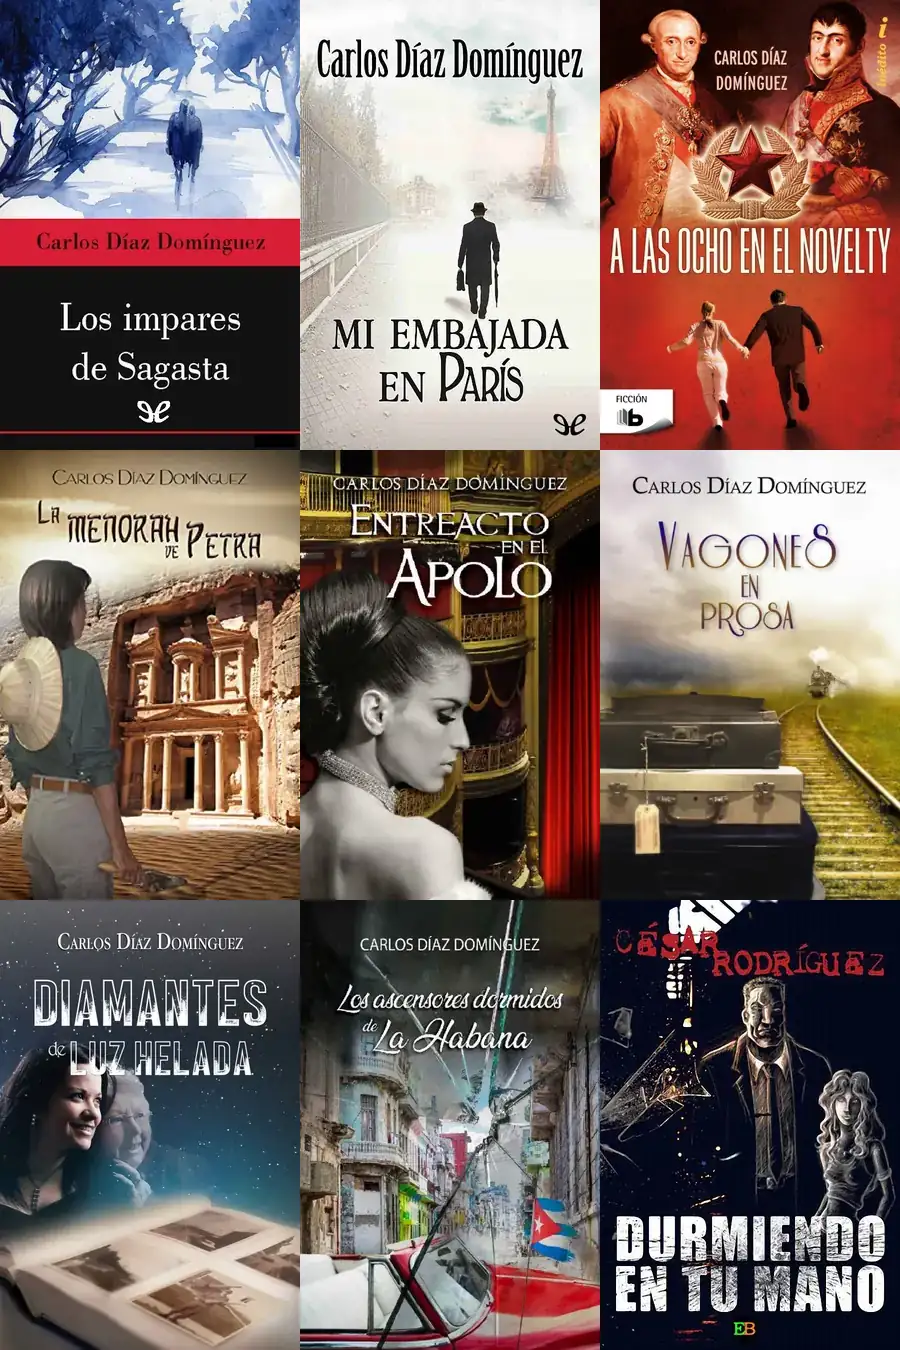 Carlos Díaz Domínguez
Los impares
de Sagasta
Carlos Díaz Domínguez
MI EMBAJADA
EN PARÍS
inédito i
CARLOS DÍAZ
DOMÍNGUEZ
A LAS OCHO EN EL NOVELTY
FICCIÓN
b
CARLOS DÍAZ DOMÍNGUEZ
LA MENORAH
DE PETRA
CARLOS DÍAZ DOMÍNGUEZ
ENTREACTO
EN EL
APOLO
CARLOS DÍAZ DOMÍNGUEZ
VAGONES
EN
PROSA
CARLOS DÍAZ DOMÍNGUEZ
DIAMANTES
de LUZ HELADA
CARLOS DÍAZ DOMÍNGUEZ
Los ascensores dormidos
de La Habana
CÉSAR
RODRÍGUEZ
DURMIENDO
EN TU MANO
EB